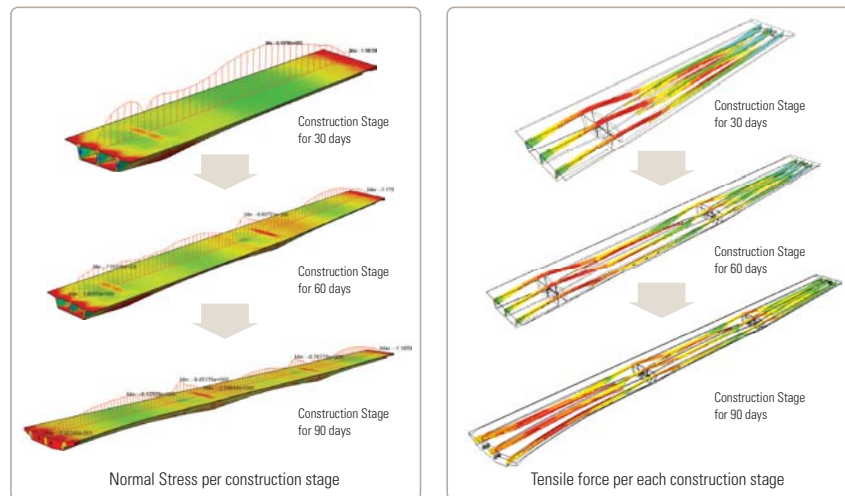 Construction Stage
for 30 days
Construction Stage
for 60 days
Construction Stage
for 90 days
Normal Stress per construction stage
Construction Stage
for 30 days
Construction Stage
for 60 days
Construction Stage
for 90 days
Tensile force per each construction stage